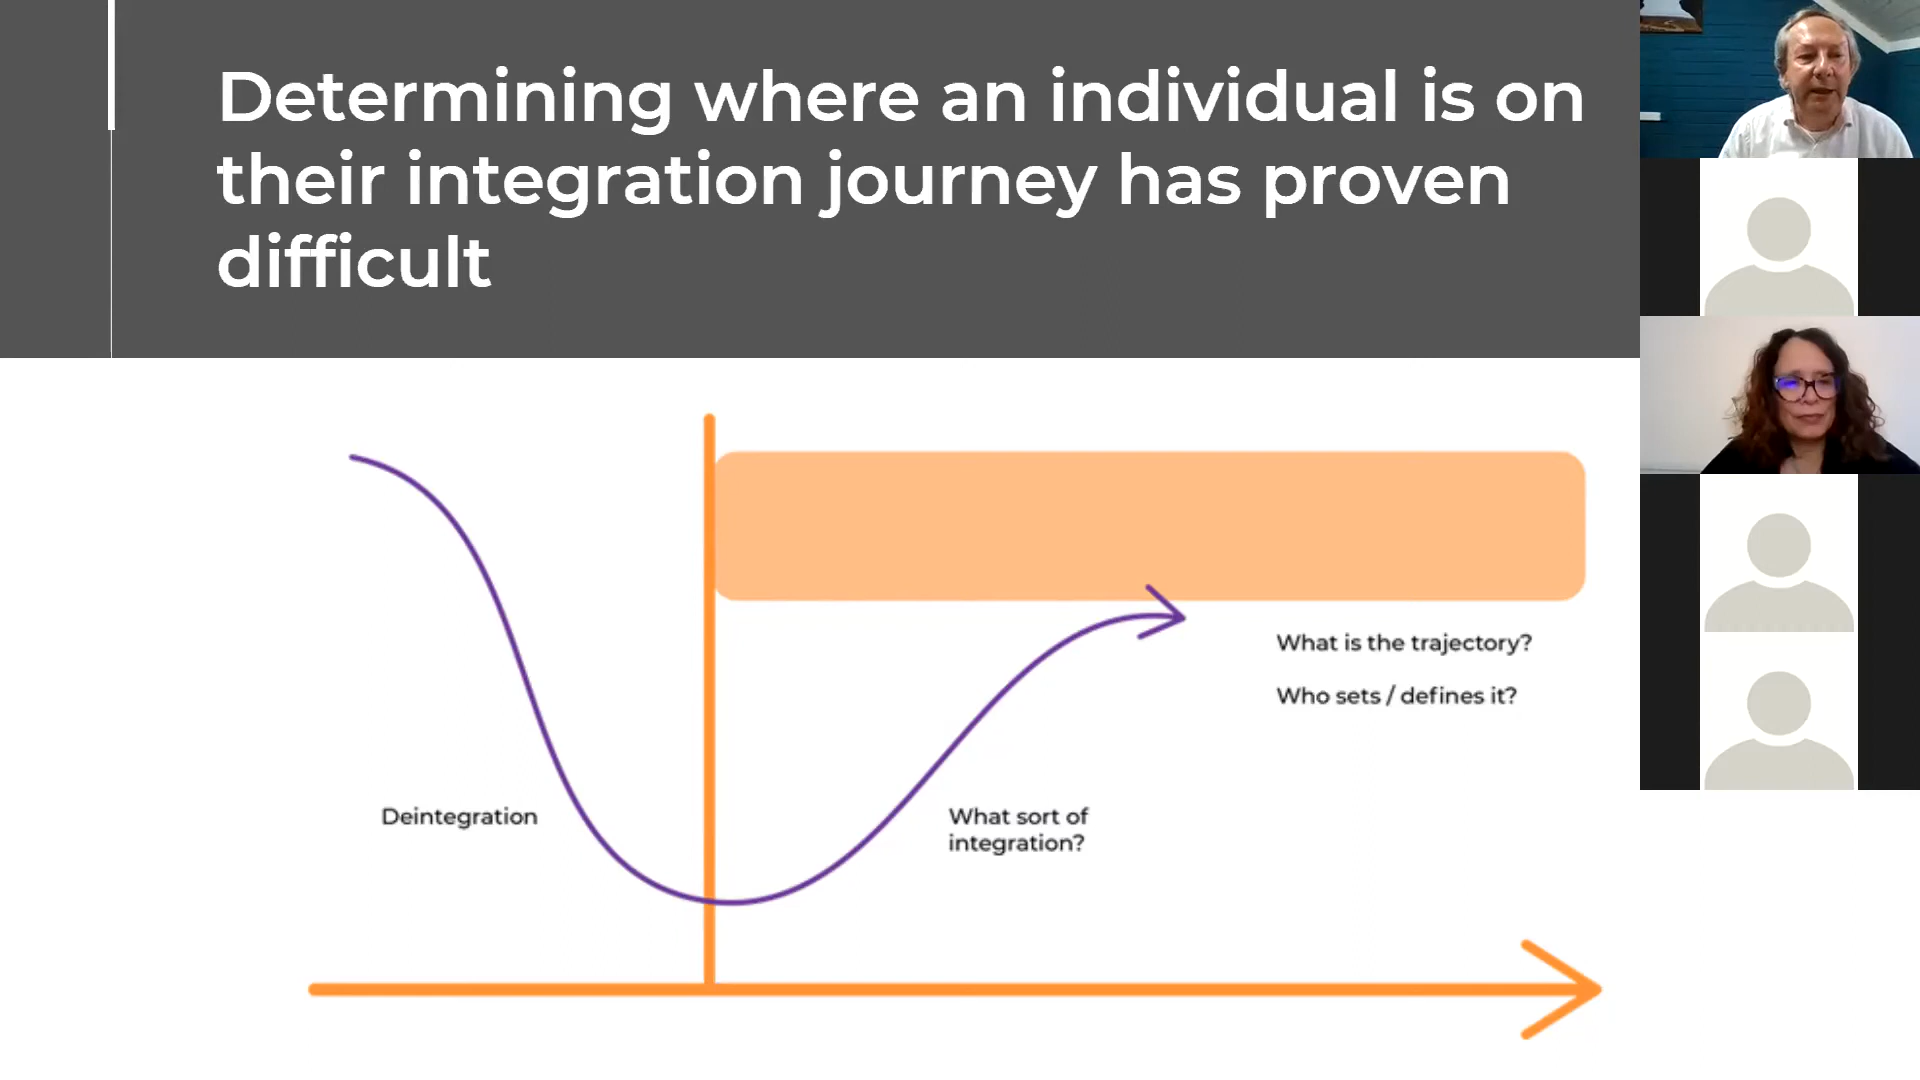 Determining where an individual is on
their integration journey has proven
difficult
What is the trajectory?
Who sets / defines it?
Deintegration
What sort of
integration?